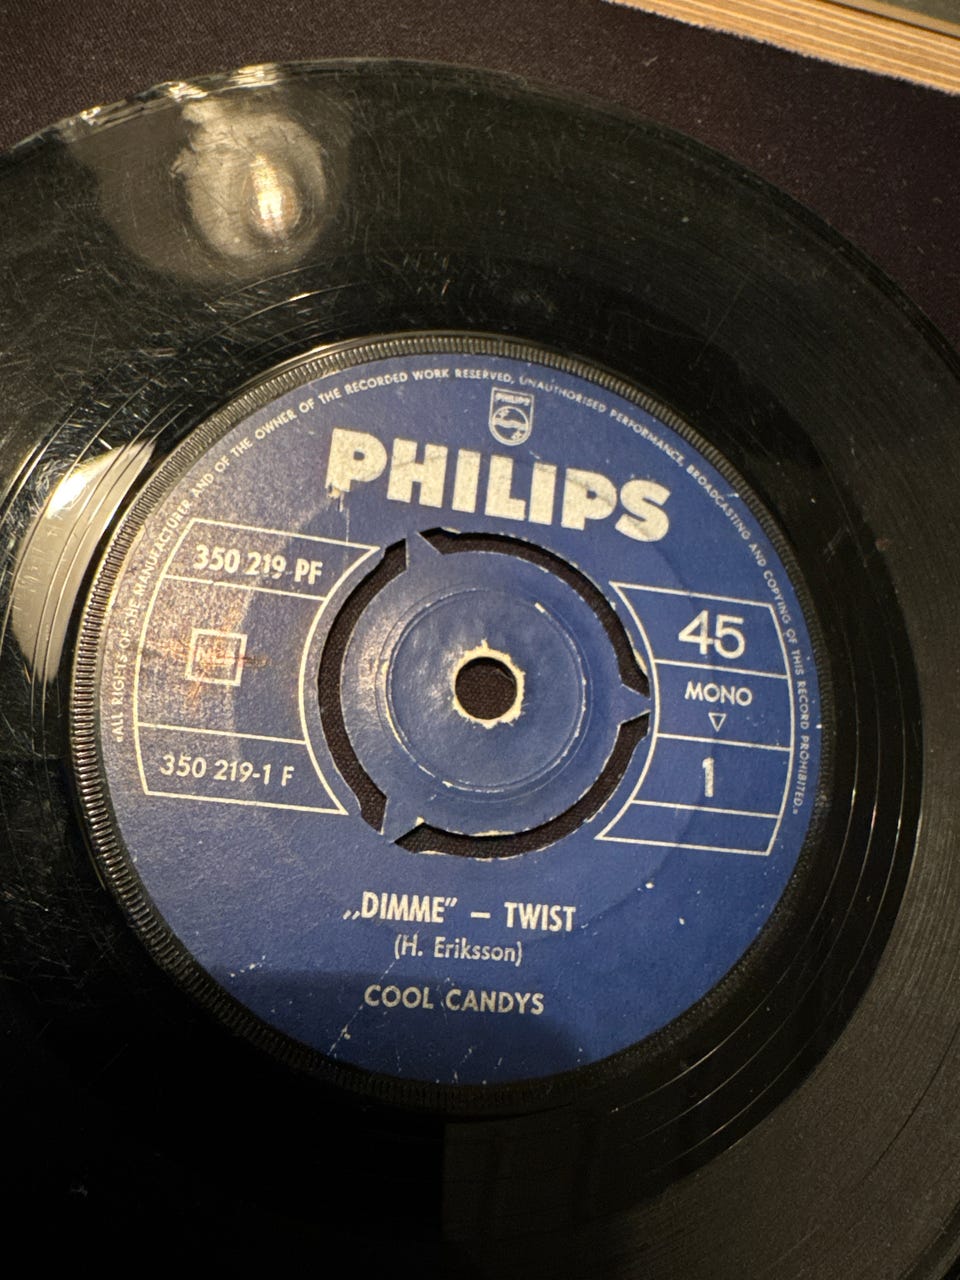 "ALL RIGHTS OF THE MANUFACTURER AND OF THE OWNER OF THE RECORDED WORK RESERVED, UNAUTHORISED PERFORMANCE, BROADCASTING AND COPYING OF THIS RECORD PROHIBITED."
PHILIPS
PHILIPS
350 219 PF
350 219-1 F
45
MONO
▽
1
„DIMME” – TWIST
(H. Eriksson)
COOL CANDYS